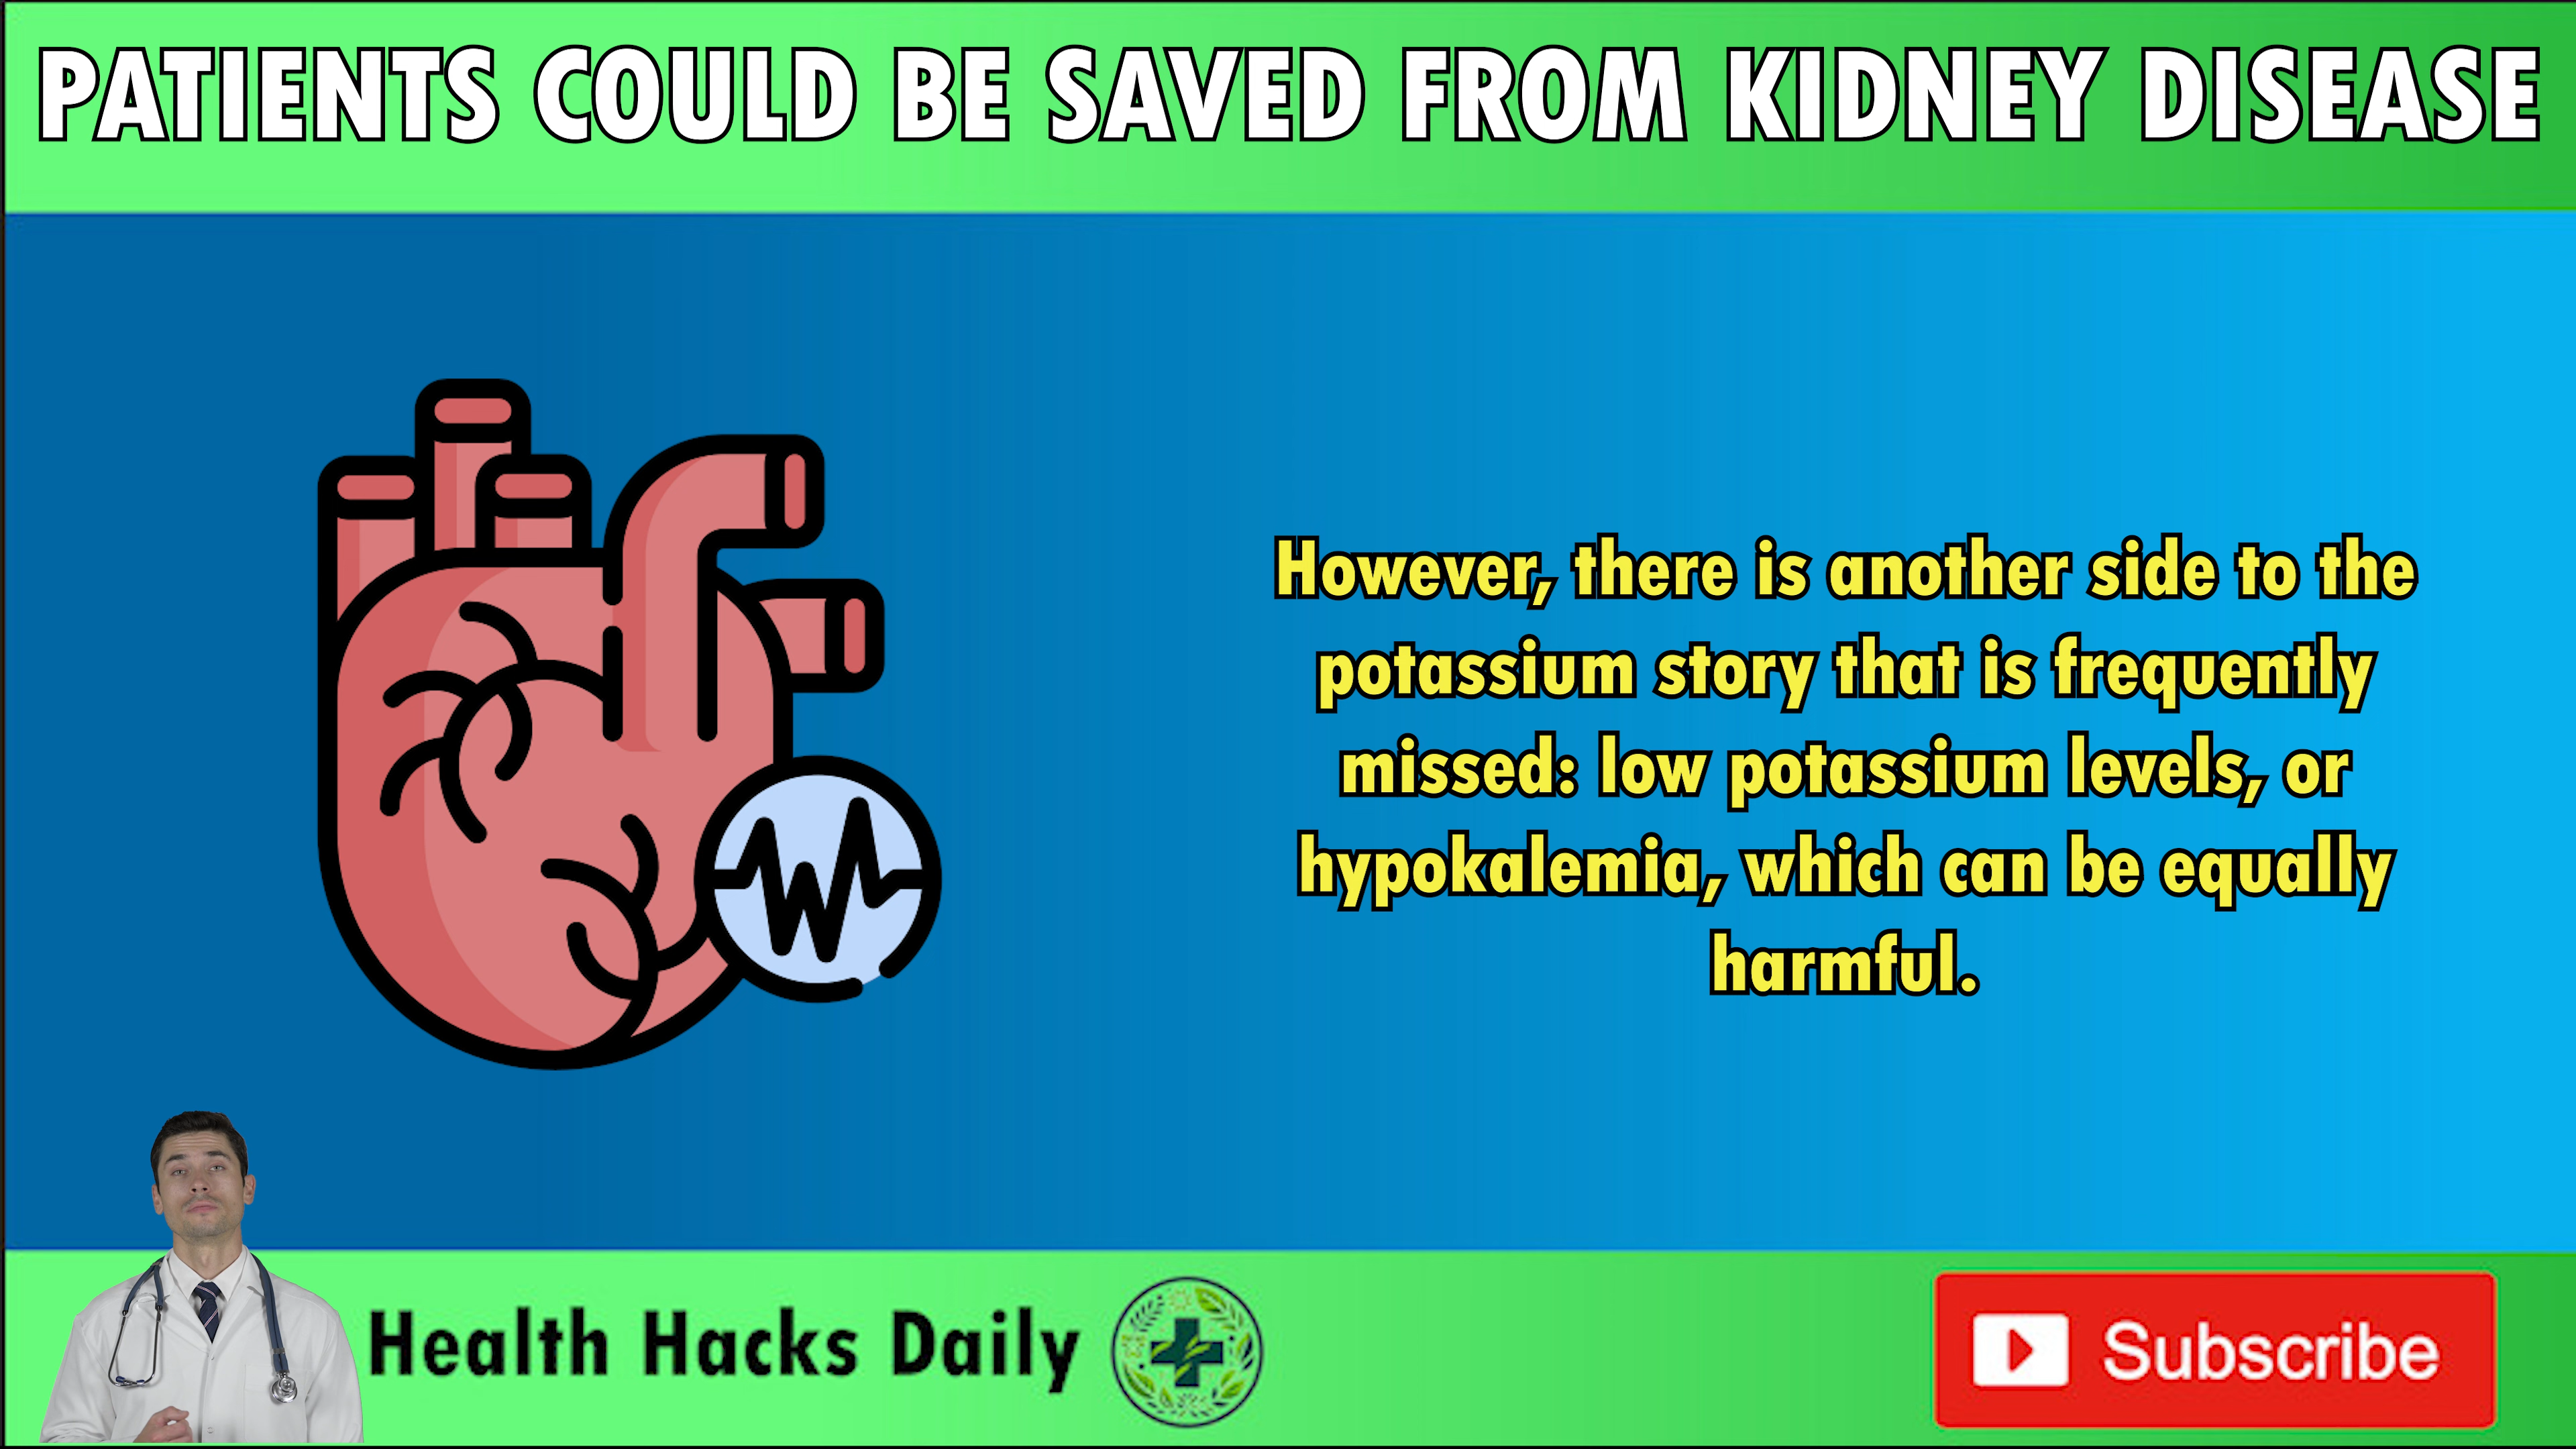 PATIENTS COULD BE SAVED FROM KIDNEY DISEASE
However, there is another side to the
potassium story that is frequently
missed: low potassium levels, or
hypokalemia, which can be equally
harmful.
Health Hacks Daily
Subscribe